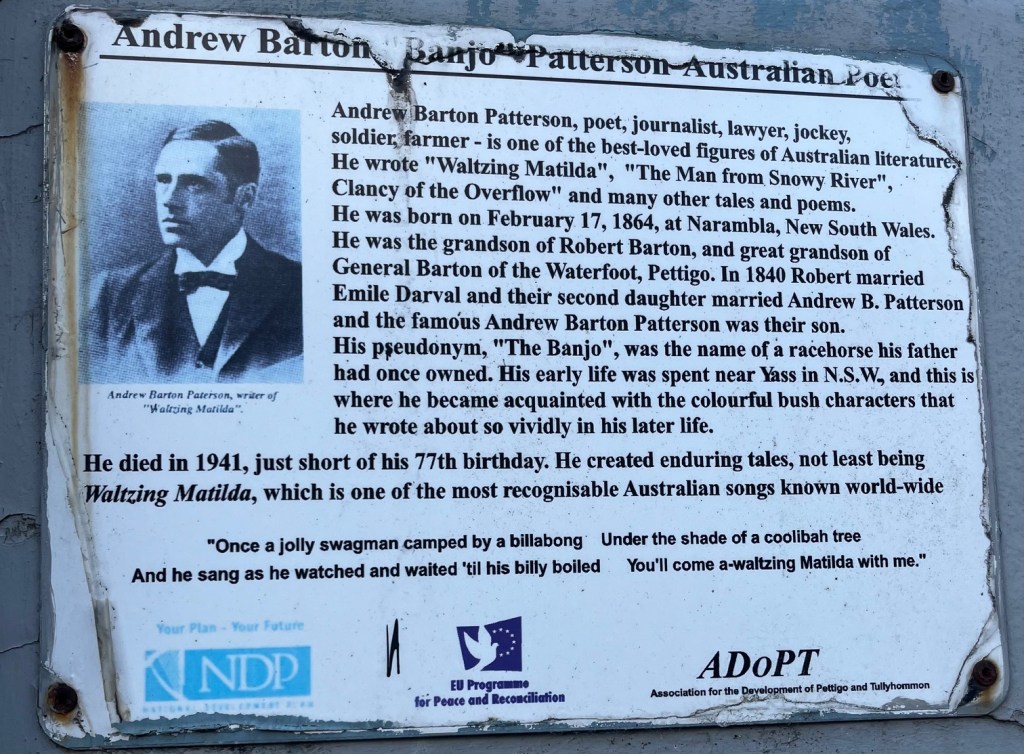 Andrew Barton "Banjo" Patterson-Australian Poet
Andrew Barton Patterson, poet, journalist, lawyer, jockey,
soldier, farmer - is one of the best-loved figures of Australian literature.
He wrote "Waltzing Matilda", "The Man from Snowy River",
Clancy of the Overflow" and many other tales and poems.
He was born on February 17, 1864, at Narambla, New South Wales.
He was the grandson of Robert Barton, and great grandson of
General Barton of the Waterfoot, Pettigo. In 1840 Robert married
Emile Darval and their second daughter married Andrew B. Patterson
and the famous Andrew Barton Patterson was their son.
His pseudonym, "The Banjo", was the name of a racehorse his father
had once owned. His early life was spent near Yass in N.S.W., and this is
where he became acquainted with the colourful bush characters that
he wrote about so vividly in his later life.
Andrew Barton Paterson, writer of
"Waltzing Matilda".
He died in 1941, just short of his 77th birthday. He created enduring tales, not least being
Waltzing Matilda, which is one of the most recognisable Australian songs known world-wide
"Once a jolly swagman camped by a billabong Under the shade of a coolibah tree
And he sang as he watched and waited 'til his billy boiled You'll come a-waltzing Matilda with me."
Your Plan - Your Future
NDP
NATIONAL DEVELOPMENT PLAN
EU Programme
for Peace and Reconciliation
ADoPT
Association for the Development of Pettigo and Tullyhommon